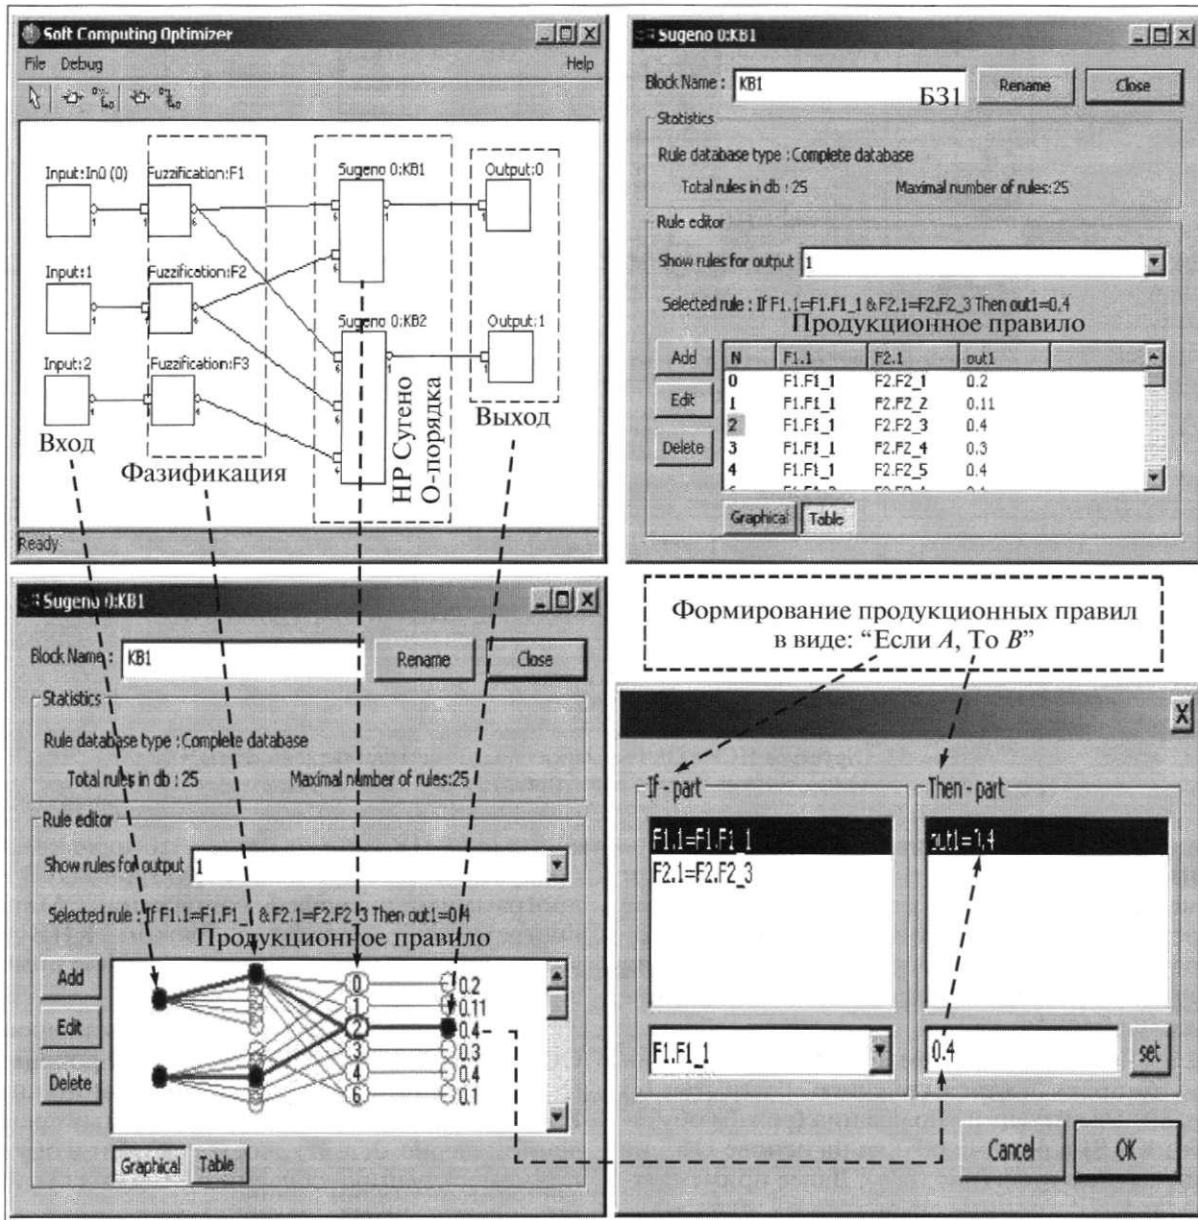 Soft Computing Optimizer
File Debug Help
Input:In0 (0) Fuzzification:F1 Sugeno 0:KB1 Output:0
Input:1 Fuzzification:F2 Sugeno 0:KB2 Output:1
Input:2 Fuzzification:F3
Вход
Фазификация
НР Сугено
О-порядка
Выход
Ready
Sugeno 0:KB1
Block Name : KB1 БЗ1 Rename Close
Statistics
Rule database type : Complete database
Total rules in db : 25 Maximal number of rules:25
Rule editor
Show rules for output 1
Selected rule : If F1.1=F1.F1_1 & F2.1=F2.F2_3 Then out1=0.4
Продукционное правило
Add Edit Delete
N F1.1 F2.1 out1
0 F1.F1_1 F2.F2_1 0.2
1 F1.F1_1 F2.F2_2 0.11
2 F1.F1_1 F2.F2_3 0.4
3 F1.F1_1 F2.F2_4 0.3
4 F1.F1_1 F2.F2_5 0.4
Graphical Table
Sugeno 0:KB1
Block Name : KB1 Rename Close
Statistics
Rule database type : Complete database
Total rules in db : 25 Maximal number of rules:25
Rule editor
Show rules for output 1
Selected rule : If F1.1=F1.F1_1 & F2.1=F2.F2_3 Then out1=0.4
Продукционное правило
Add
Edit
Delete
0 0.2
1 0.11
2 0.4
3 0.3
4 0.4
6 0.1
Graphical Table
Формирование продукционных правил
в виде: “Если A, То B”
If - part Then - part
F1.1=F1.F1_1 out1=0.4
F2.1=F2.F2_3
F1.F1_1 0.4 set
Cancel OK